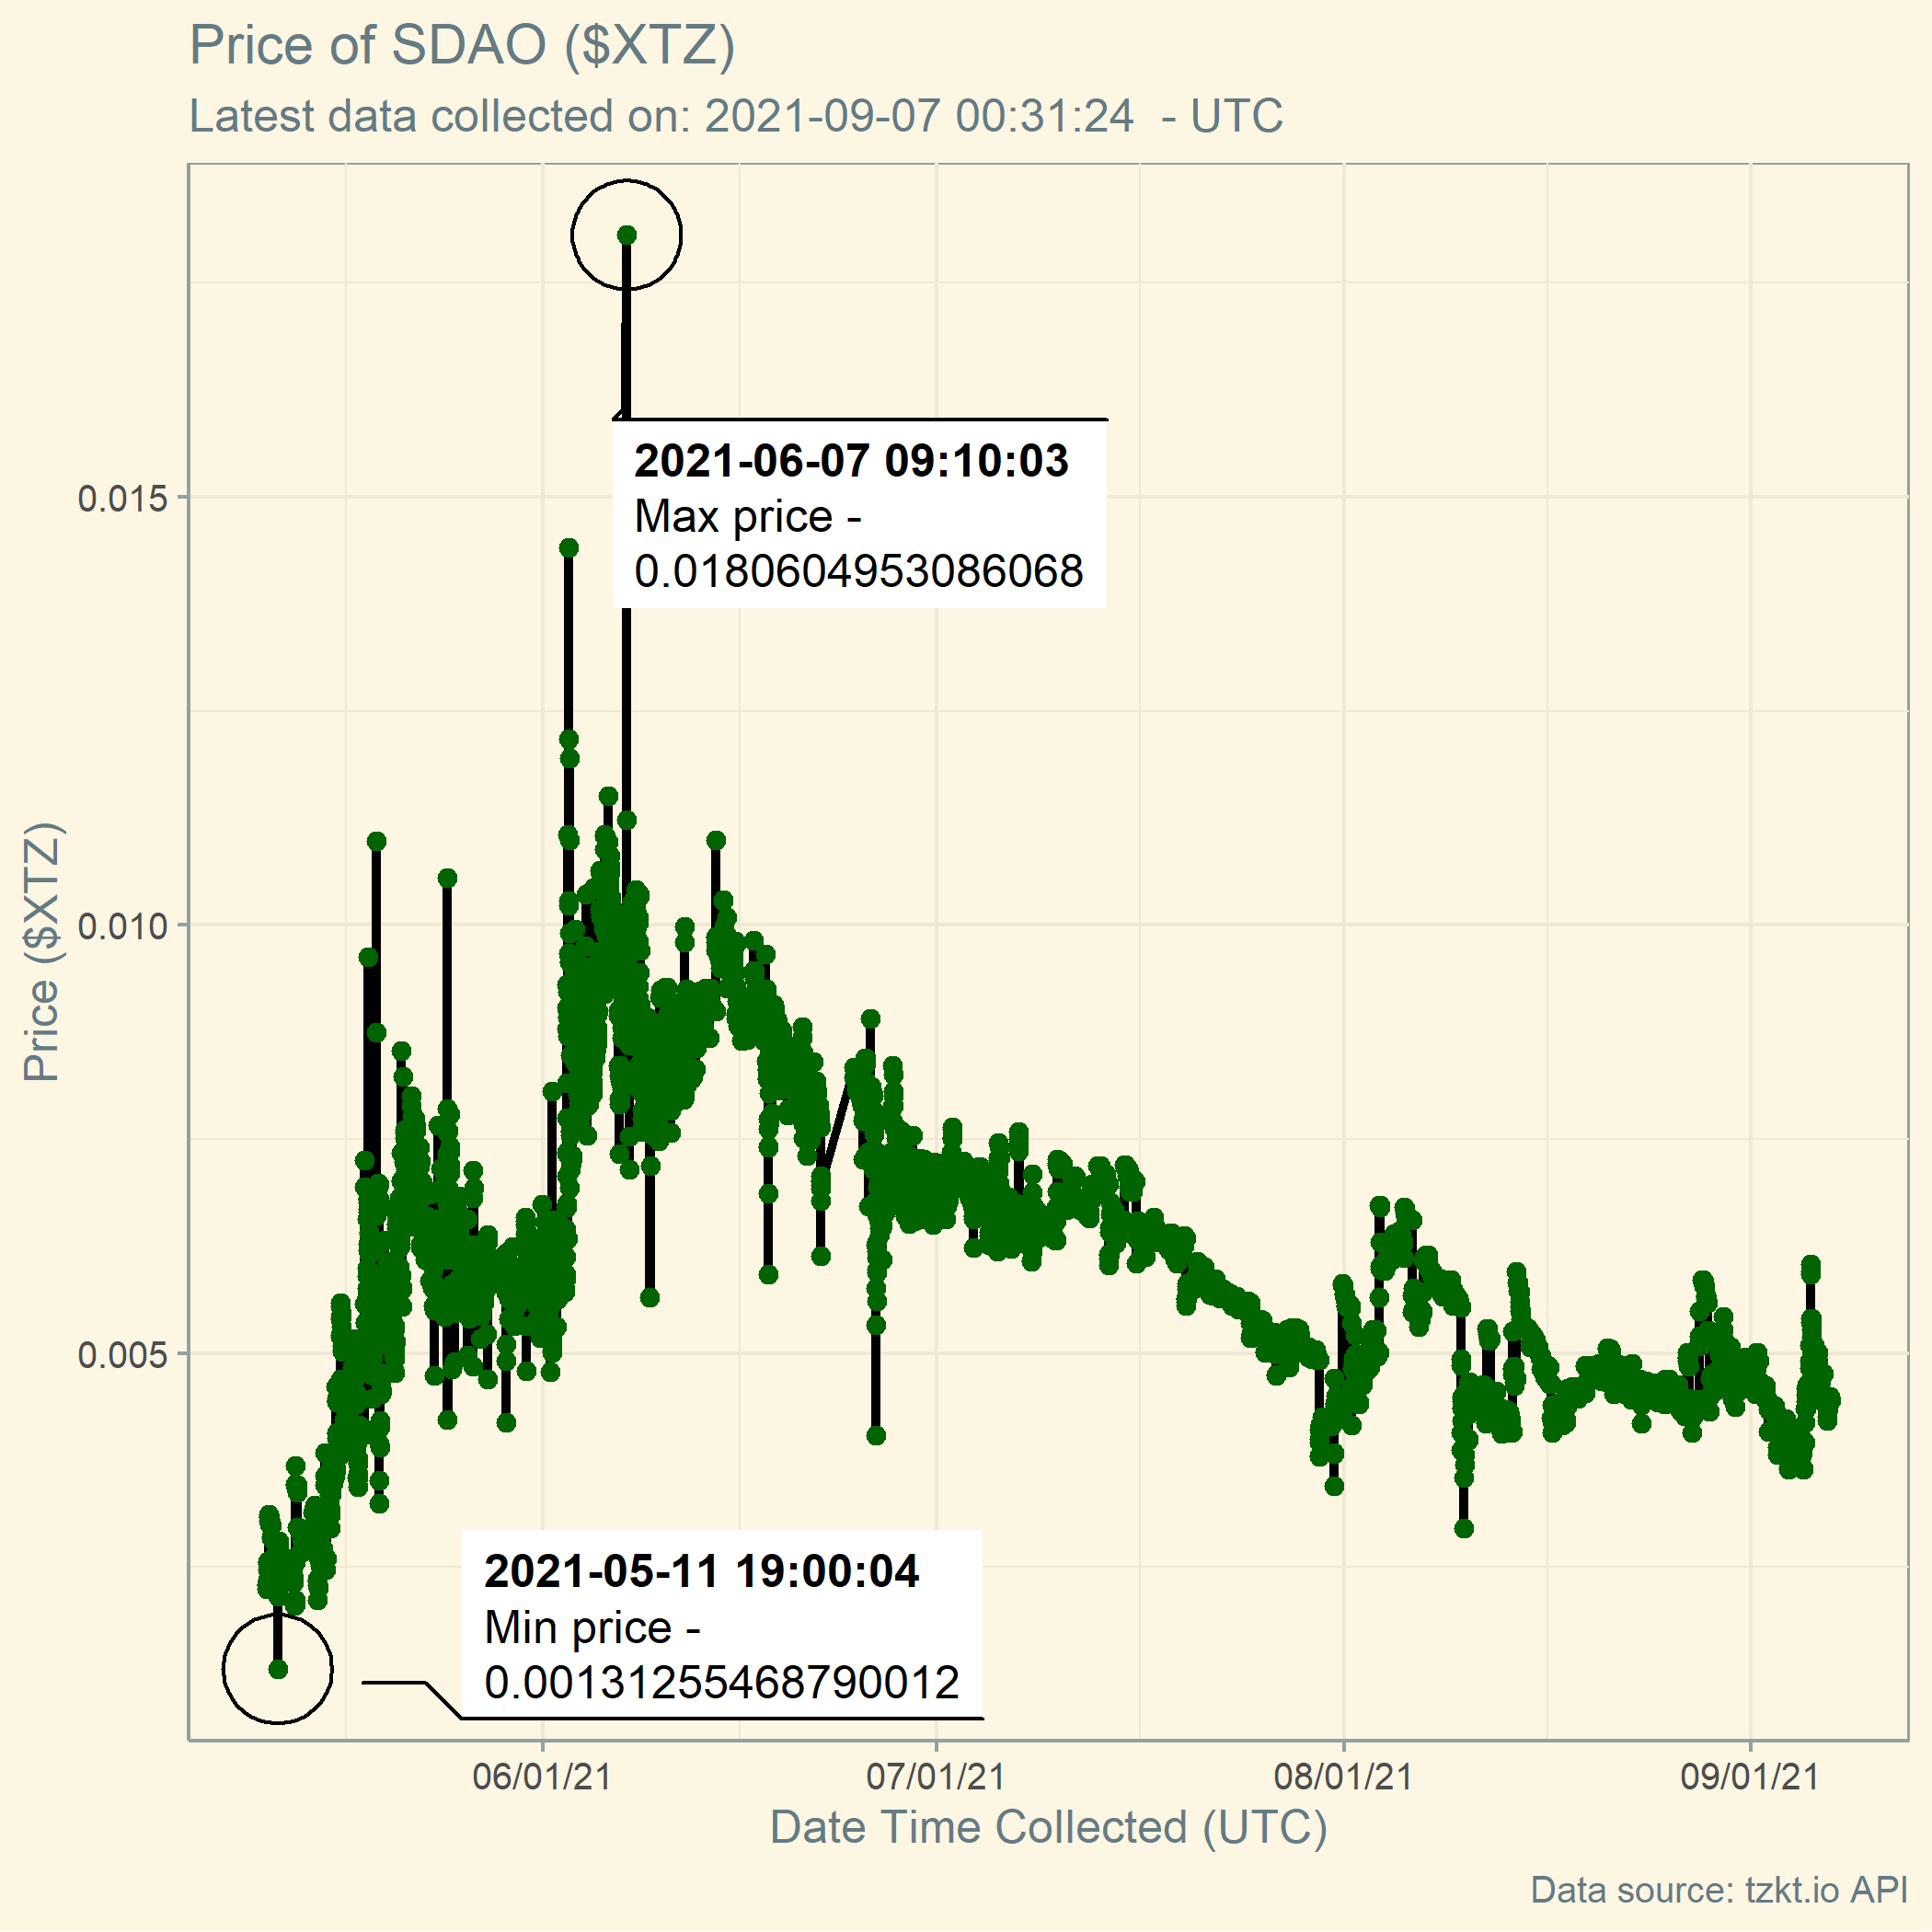 Price of SDAO ($XTZ)
Latest data collected on: 2021-09-07 00:31:24  - UTC
2021-06-07 09:10:03
Max price -
0.0180604953086068
0.015
0.010
0.005
Price ($XTZ)
2021-05-11 19:00:04
Min price -
0.00131255468790012
06/01/21
07/01/21
08/01/21
09/01/21
Date Time Collected (UTC)
Data source: tzkt.io API